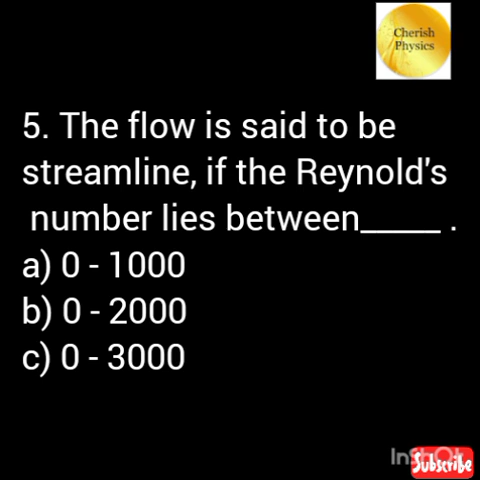 Cherish
Physics
5. The flow is said to be
streamline, if the Reynold's
number lies between_____ .
a) 0 - 1000
b) 0 - 2000
c) 0 - 3000
Subscribe